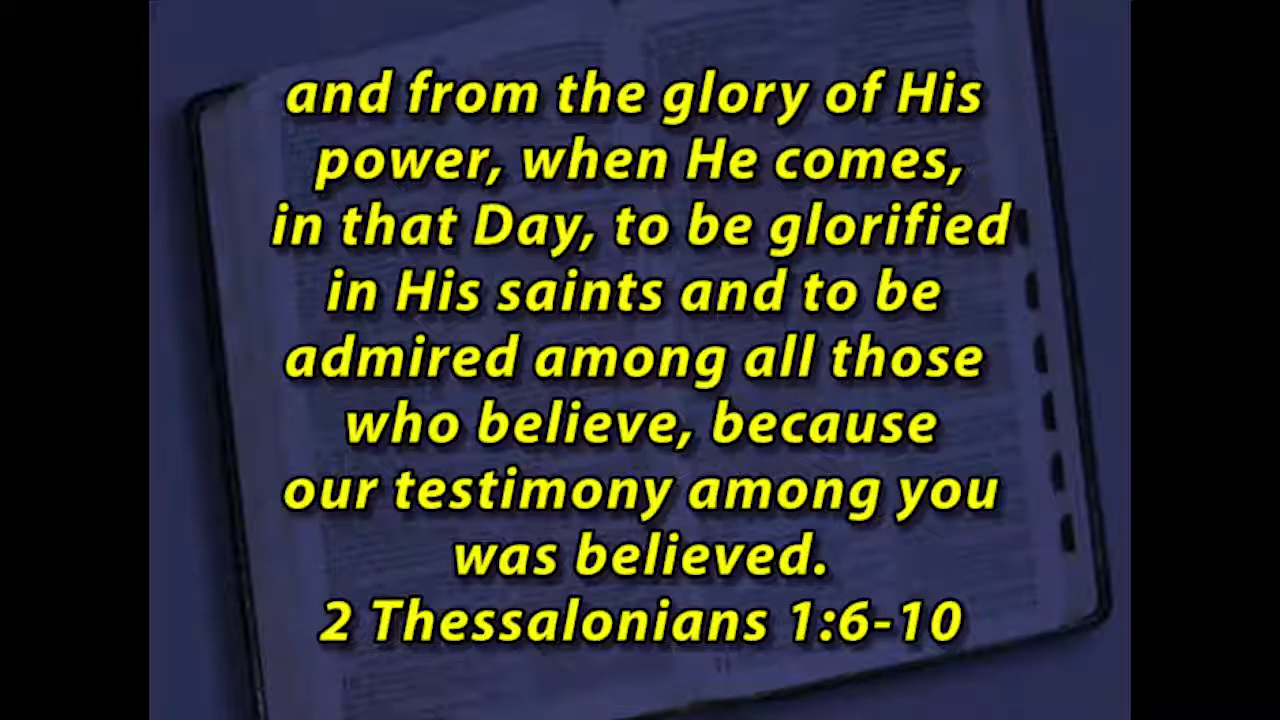 and from the glory of His
power, when He comes,
in that Day, to be glorified
in His saints and to be
admired among all those
who believe, because
our testimony among you
was believed.
2 Thessalonians 1:6-10